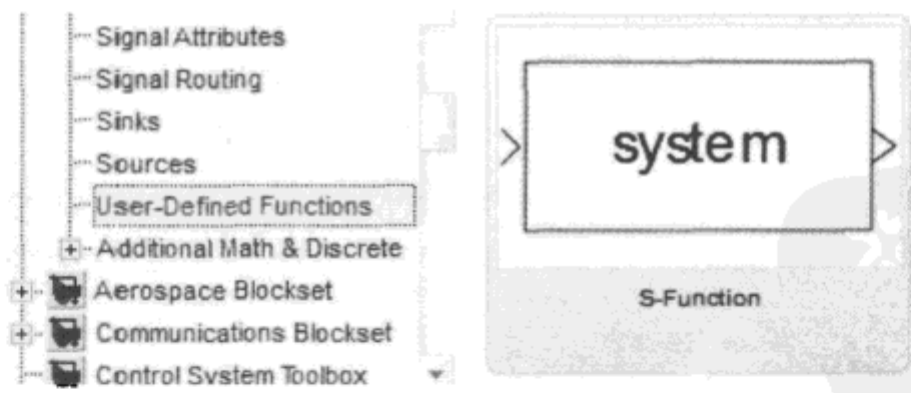 Signal Attributes
Signal Routing
Sinks
Sources
User-Defined Functions
Additional Math & Discrete
Aerospace Blockset
Communications Blockset
Control System Toolbox
system
S-Function